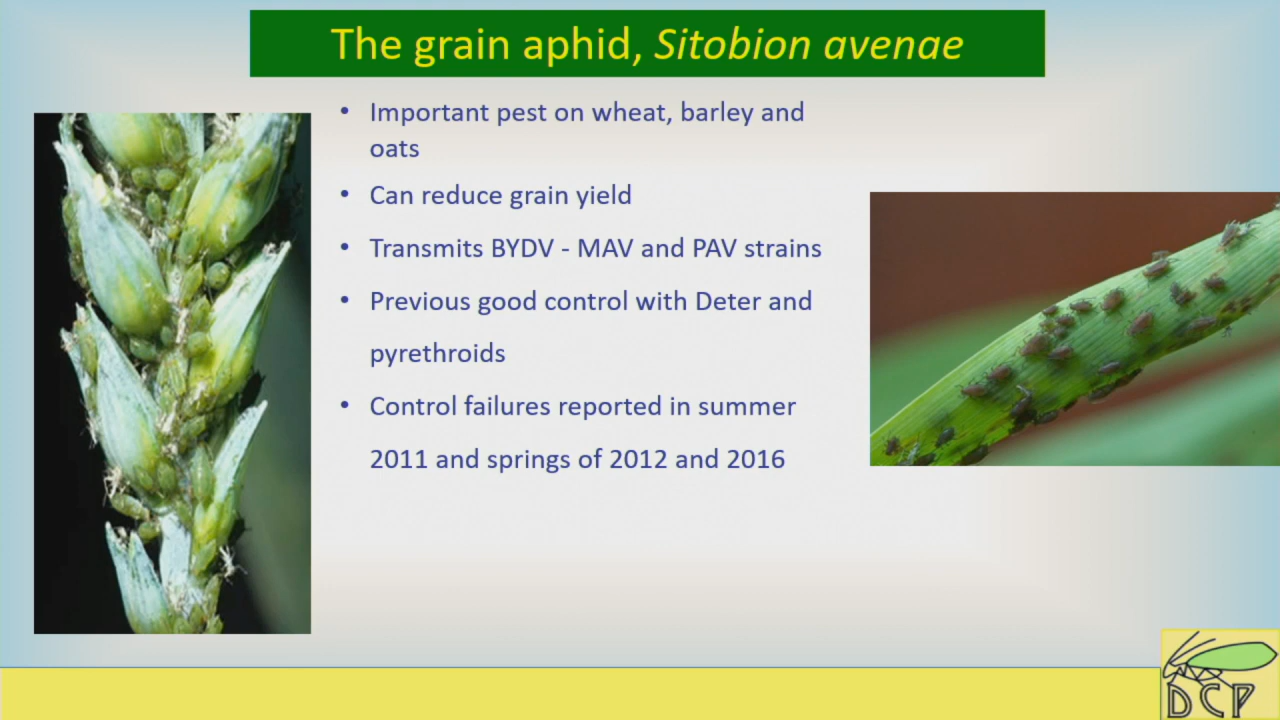 The grain aphid, Sitobion avenae
• Important pest on wheat, barley and
oats
• Can reduce grain yield
• Transmits BYDV - MAV and PAV strains
• Previous good control with Deter and
pyrethroids
• Control failures reported in summer
2011 and springs of 2012 and 2016
DCP